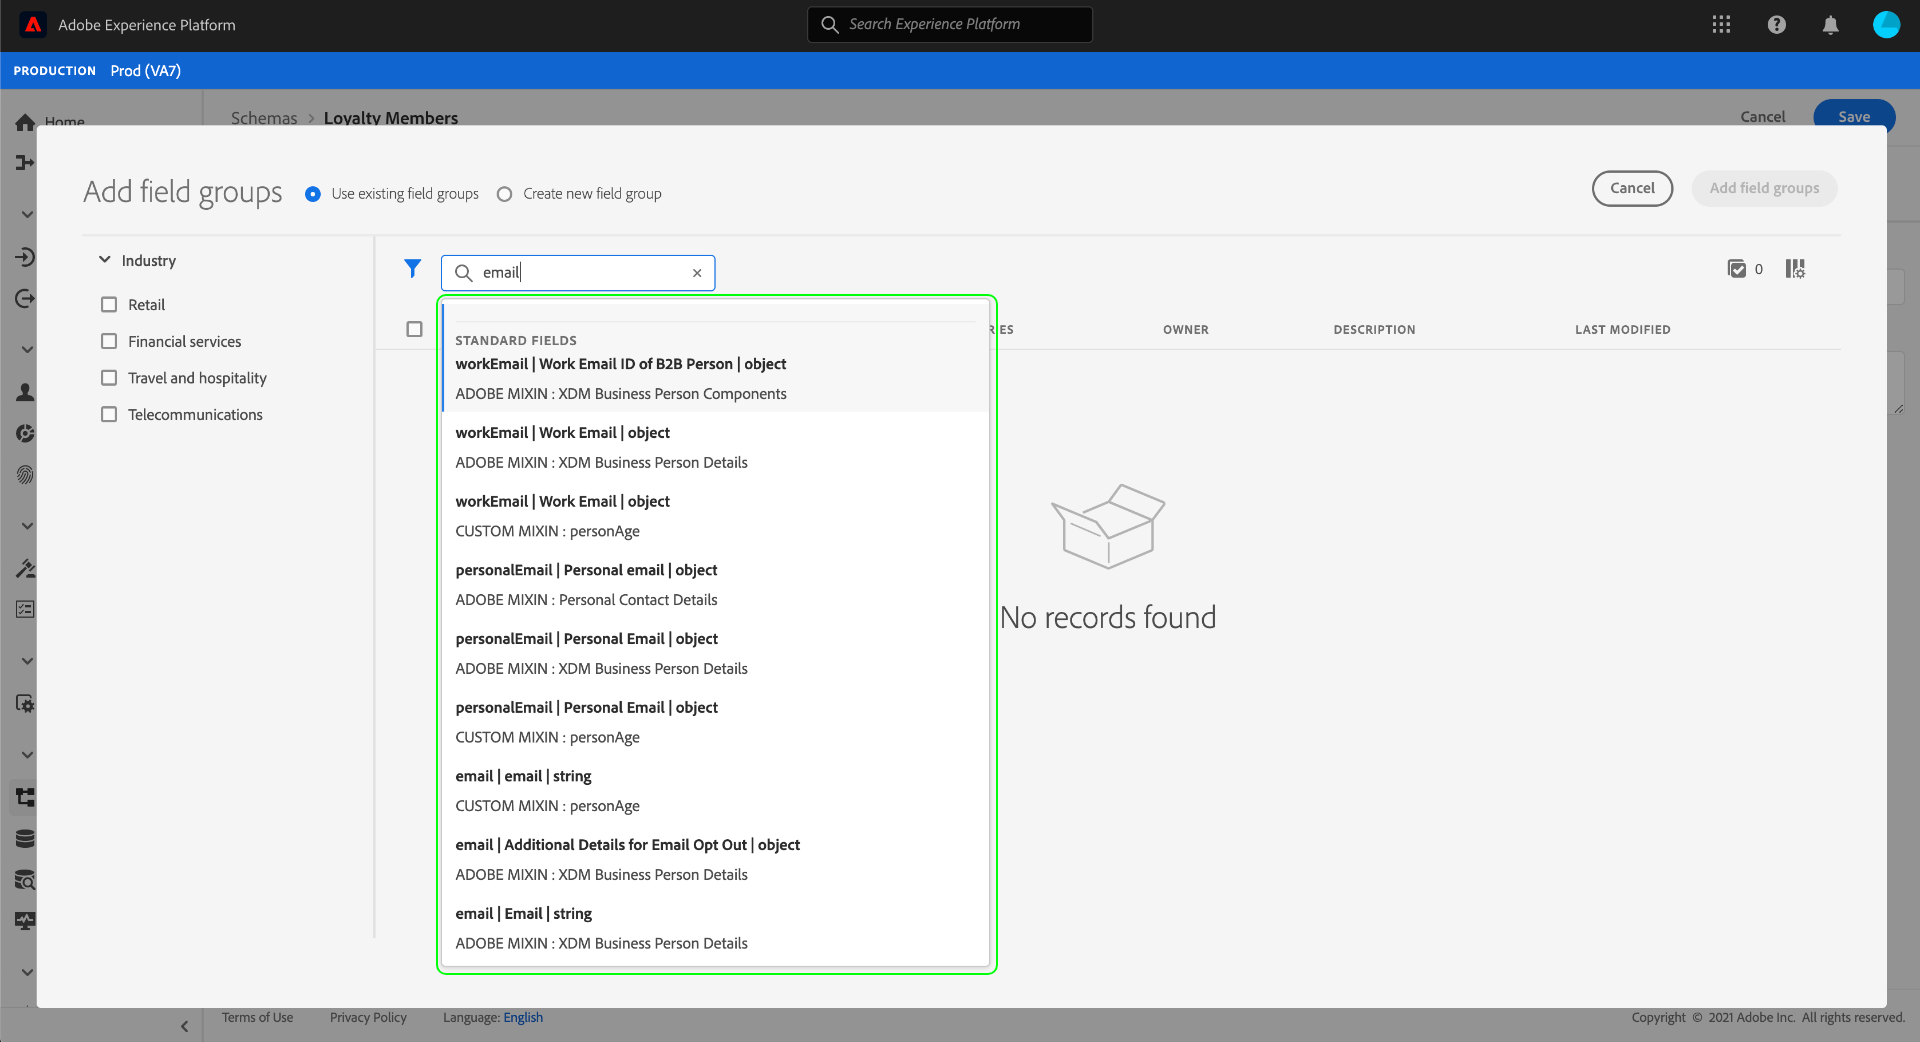 Adobe Experience Platform
Search Experience Platform
PRODUCTION Prod (VA7)
Home
Schemas > Loyalty Members
Cancel
Save
Add field groups
Use existing field groups
Create new field group
Cancel
Add field groups
Industry
Retail
Financial services
Travel and hospitality
Telecommunications
email
0
RIES
OWNER
DESCRIPTION
LAST MODIFIED
STANDARD FIELDS
workEmail | Work Email ID of B2B Person | object
ADOBE MIXIN : XDM Business Person Components
workEmail | Work Email | object
ADOBE MIXIN : XDM Business Person Details
workEmail | Work Email | object
CUSTOM MIXIN : personAge
personalEmail | Personal email | object
ADOBE MIXIN : Personal Contact Details
personalEmail | Personal Email | object
ADOBE MIXIN : XDM Business Person Details
personalEmail | Personal Email | object
CUSTOM MIXIN : personAge
email | email | string
CUSTOM MIXIN : personAge
email | Additional Details for Email Opt Out | object
ADOBE MIXIN : XDM Business Person Details
email | Email | string
ADOBE MIXIN : XDM Business Person Details
No records found
Terms of Use
Privacy Policy
Language: English
Copyright © 2021 Adobe Inc. All rights reserved.